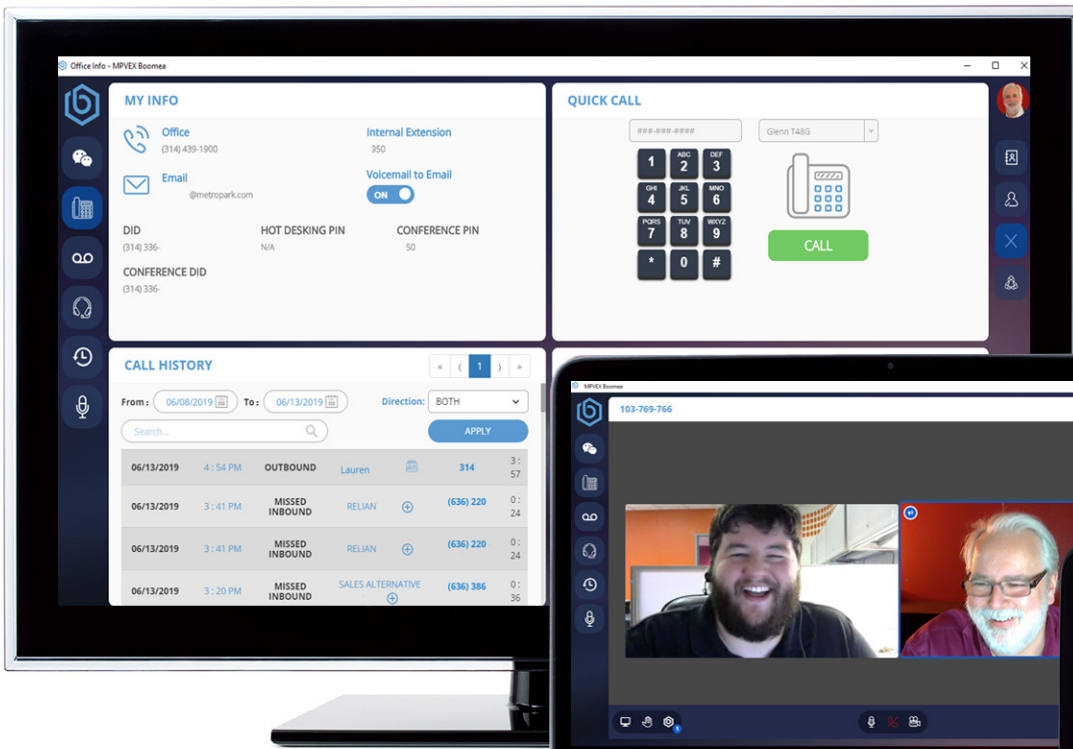 Office Info - MPVEX Boomea
MY INFO
Office
(314) 439-1900
Internal Extension
950
Email
@metropark.com
Voicemail to Email
ON
DID
(314) 336-
HOT DESKING PIN
N/A
CONFERENCE PIN
50
CONFERENCE DID
(314) 336-
QUICK CALL
###-###-####
Glenn T48G
1
ABC
2
DEF
3
GHI
4
JKL
5
MNO
6
PQRS
7
TUV
8
WXYZ
9
*
0
#
CALL
CALL HISTORY
« ( 1 ) »
From : 06/08/2019 To : 06/13/2019
Direction: BOTH
Search...
APPLY
06/13/2019 4 : 54 PM OUTBOUND Lauren 314 3 :
57
06/13/2019 3 : 41 PM MISSED
INBOUND RELIAN (636) 220 0 :
24
06/13/2019 3 : 41 PM MISSED
INBOUND RELIAN (636) 220 0 :
24
06/13/2019 3 : 20 PM MISSED
INBOUND SALES ALTERNATIVE (636) 386 0 :
36
MPVEX Boomea
103-769-766